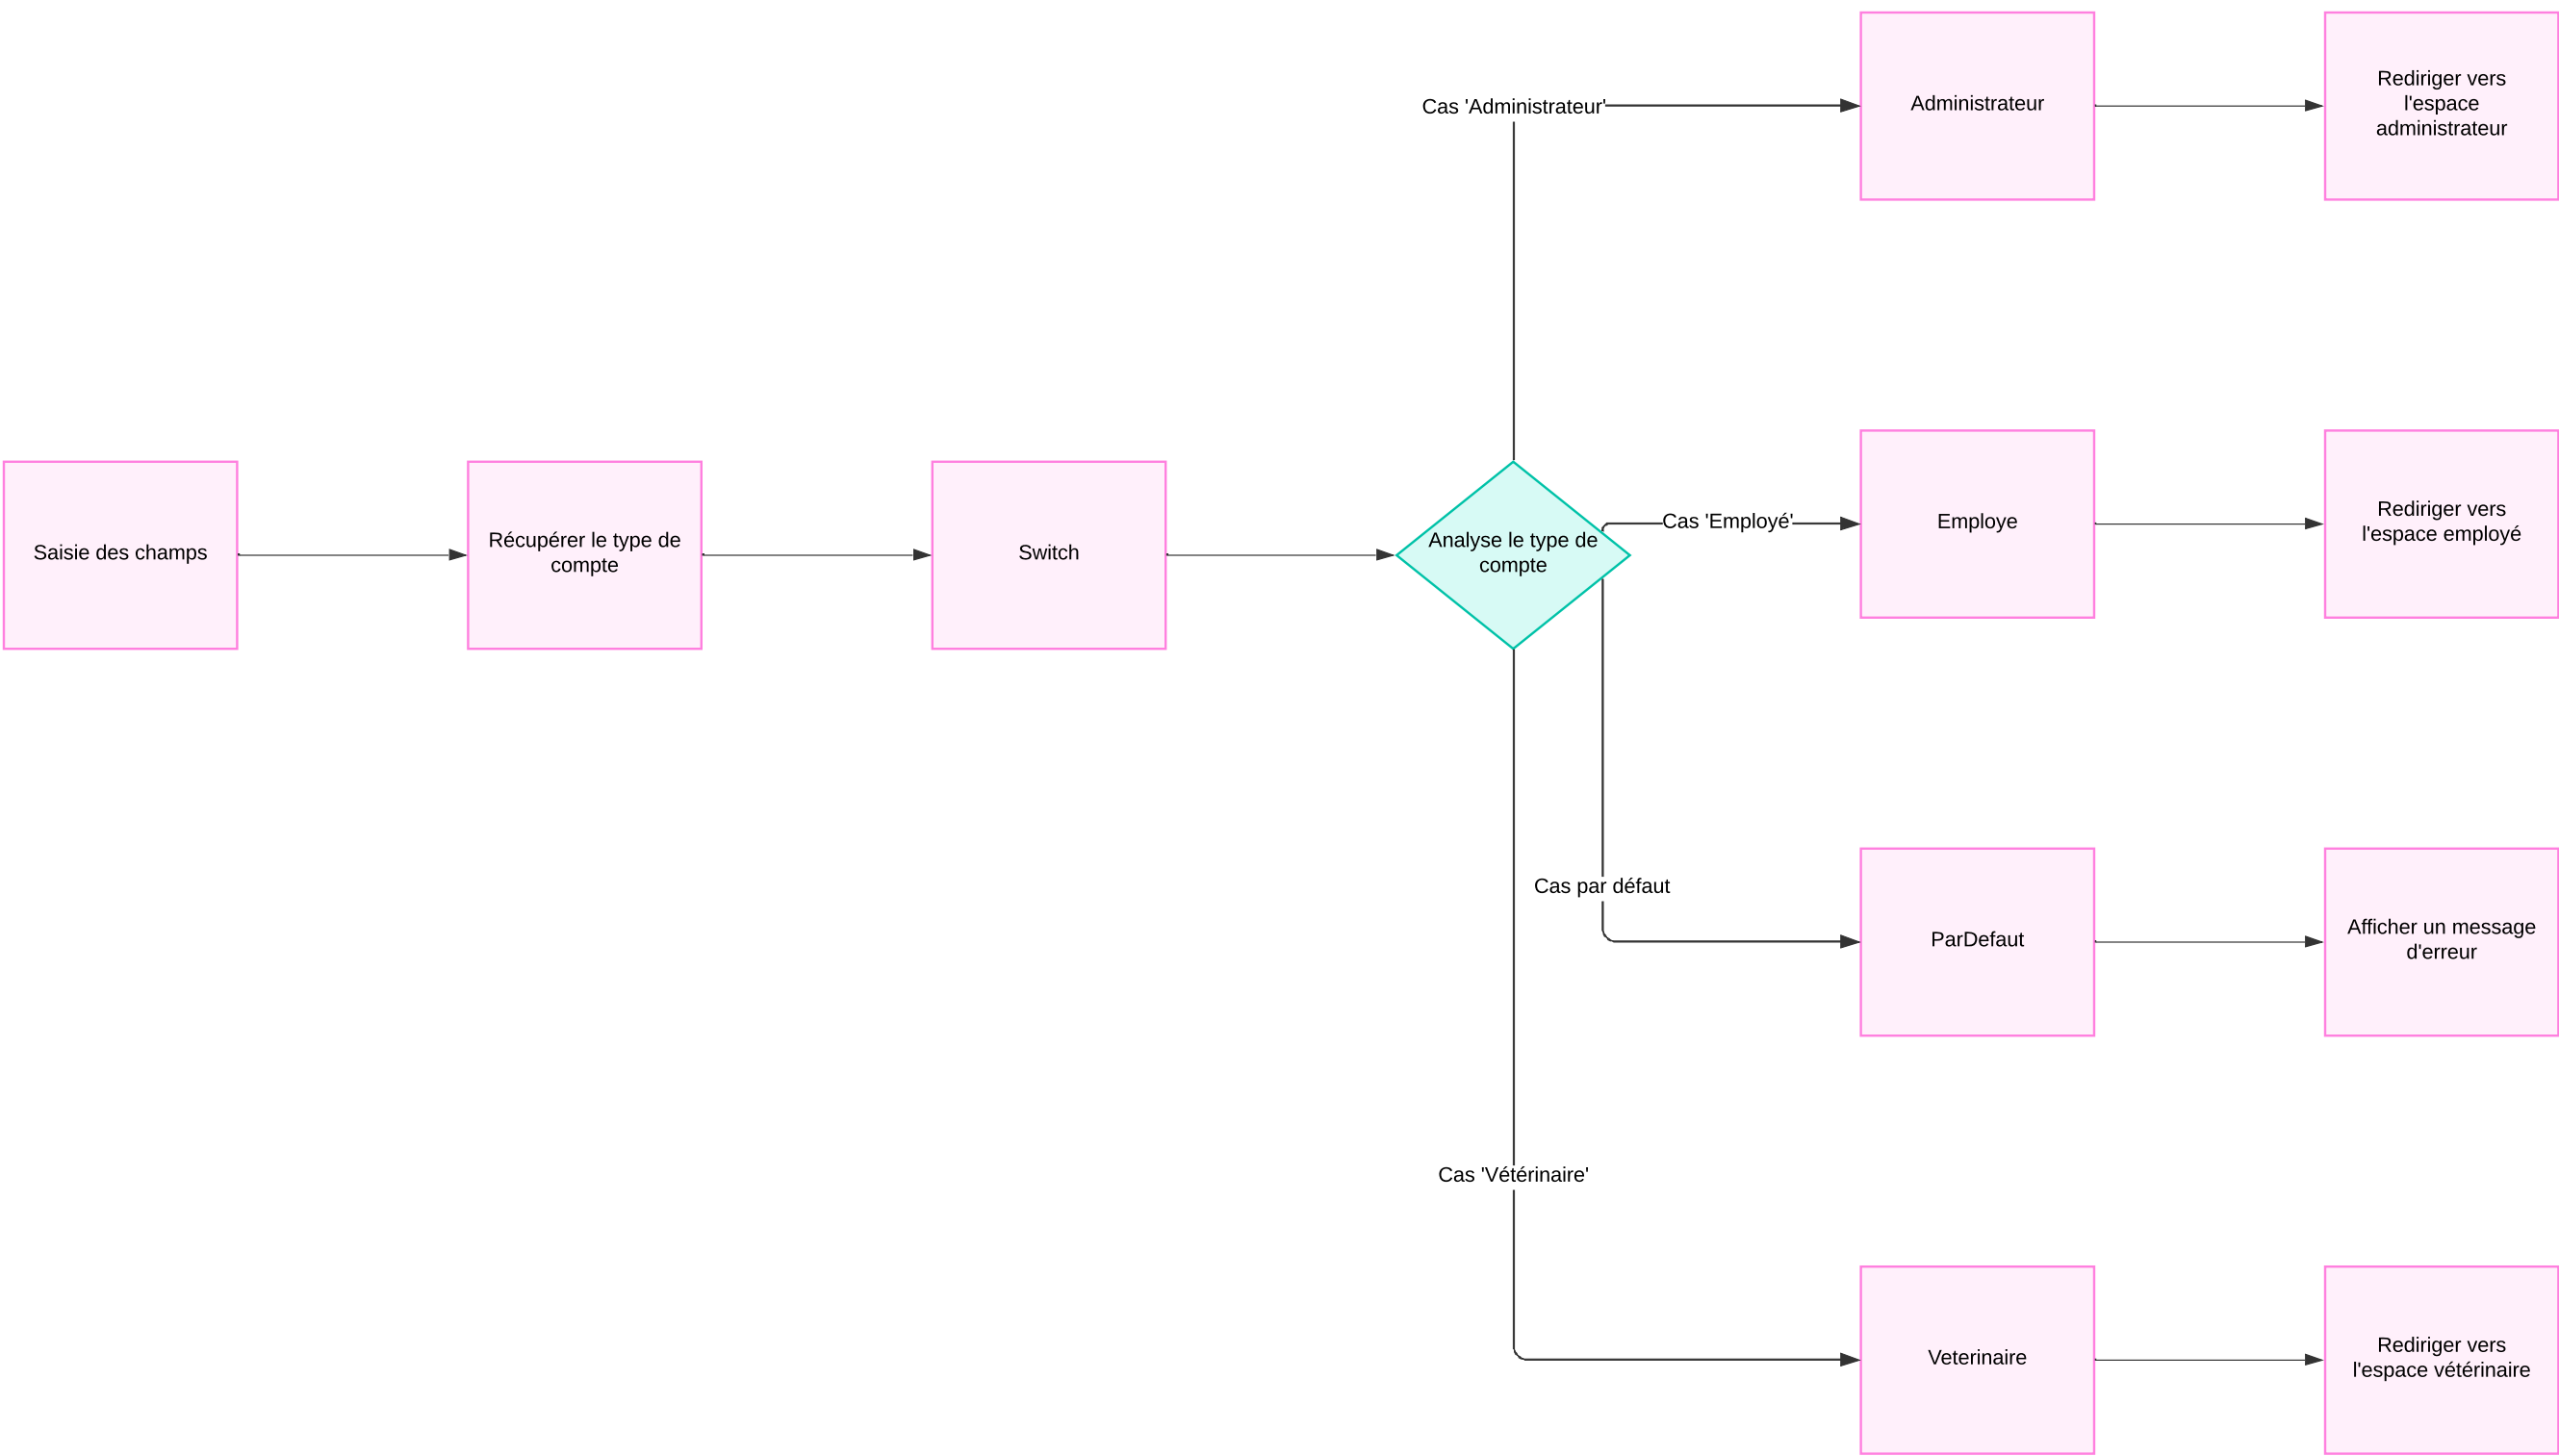 Saisie des champs
Récupérer le type de
compte
Switch
Analyse le type de
compte
Cas 'Administrateur'
Administrateur
Rediriger vers
l'espace
administrateur
Cas 'Employé'
Employe
Rediriger vers
l'espace employé
Cas par défaut
ParDefaut
Afficher un message
d'erreur
Cas 'Vétérinaire'
Veterinaire
Rediriger vers
l'espace vétérinaire